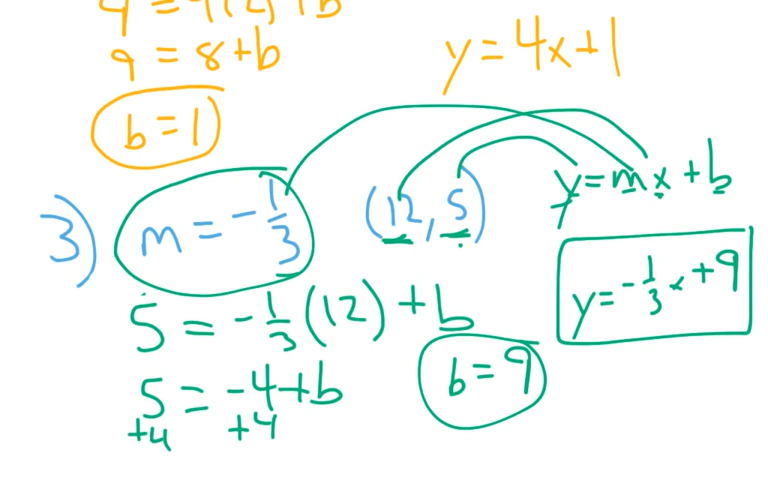 9 = 8+b
y = 4x+1
b = 1
3) m = -1/3 (12, 5) y = mx + b
y = -1/3 x + 9
5 = -1/3 (12) + b
b = 9
5 = -4+b
+4 +4